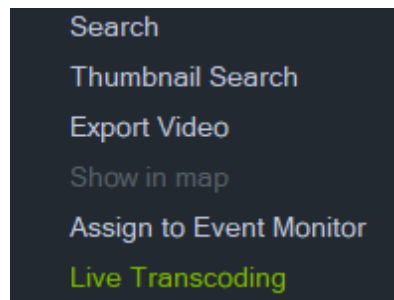 Search
Thumbnail Search
Export Video
Show in map
Assign to Event Monitor
Live Transcoding